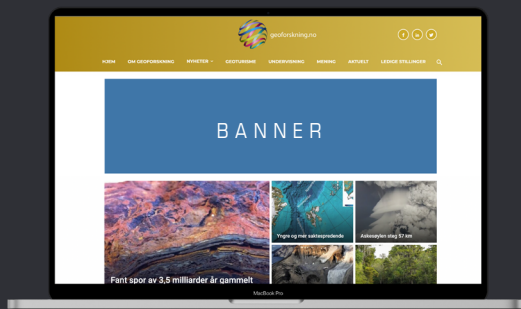 geoforskning.no
HJEM OM GEOFORSKNING NYHETER GEOTURISME UNDERVISNING MENING AKTUELT LEDIGE STILLINGER
BANNER
Yngre og mer saktespredende
Askesøylen steg 57 km
Fant spor av 3,5 milliarder år gammelt
MacBook Pro